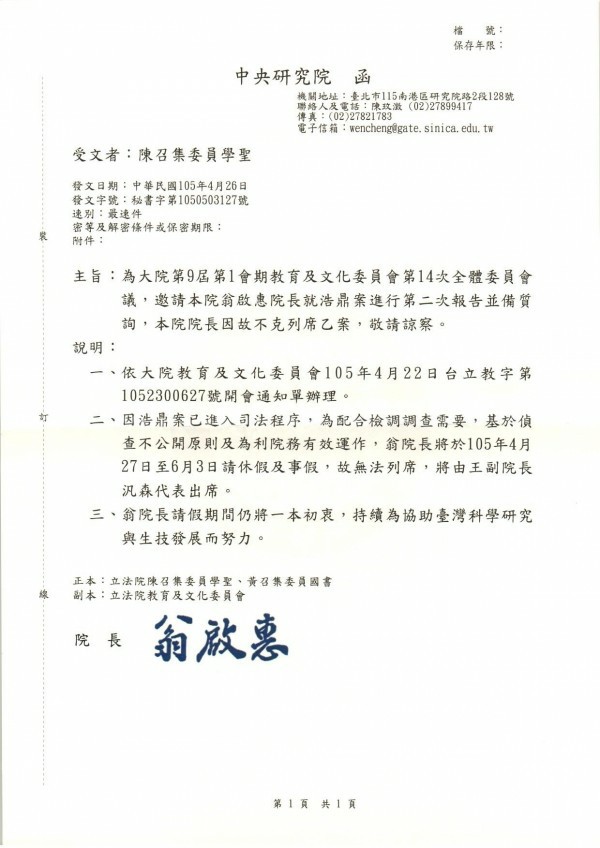 檔　　號：
保存年限：
中央研究院　函
機關地址：臺北市115南港區研究院路2段128號
聯絡人及電話：陳玟澂 (02)27899417
傳真：(02)27821783
電子信箱：wencheng@gate.sinica.edu.tw
受文者：陳召集委員學聖
發文日期：中華民國105年4月26日
發文字號：秘書字第1050503127號
速別：最速件
密等及解密條件或保密期限：
附件：
主旨：為大院第9屆第1會期教育及文化委員會第14次全體委員會
議，邀請本院翁啟惠院長就浩鼎案進行第二次報告並備質
詢，本院院長因故不克列席乙案，敬請諒察。
說明：
一、依大院教育及文化委員會105年4月22日台立教字第
1052300627號開會通知單辦理。
二、因浩鼎案已進入司法程序，為配合檢調調查需要，基於偵
查不公開原則及為利院務有效運作，翁院長將於105年4月
27日至6月3日請休假及事假，故無法列席，將由王副院長
汎森代表出席。
三、翁院長請假期間仍將一本初衷，持續為協助臺灣科學研究
與生技發展而努力。
正本：立法院陳召集委員學聖、黃召集委員國書
副本：立法院教育及文化委員會
院　長　翁啟惠
裝
訂
線
第 1 頁　共 1 頁